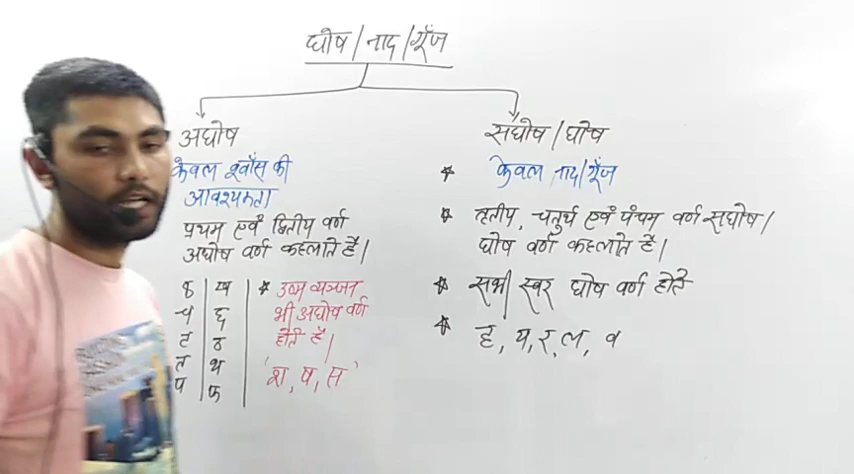 घोष / नाद / गूँज
अघोष
केवल श्वाँस की
आवश्यकता
प्रथम एवं द्वितीय वर्ण
अघोष वर्ण कहलाते हैं।
क ख
च छ
ट ठ
त थ
प फ
* उष्म व्यञ्जन
भी अघोष वर्ण
होते हैं।
'श, ष, स'
सघोष / घोष
* केवल नाद / गूँज
* तृतीय, चतुर्थ एवं पंचम वर्ण सघोष /
घोष वर्ण कहलाते हैं।
* सभी स्वर घोष वर्ण होते
* ह, य, र, ल, व